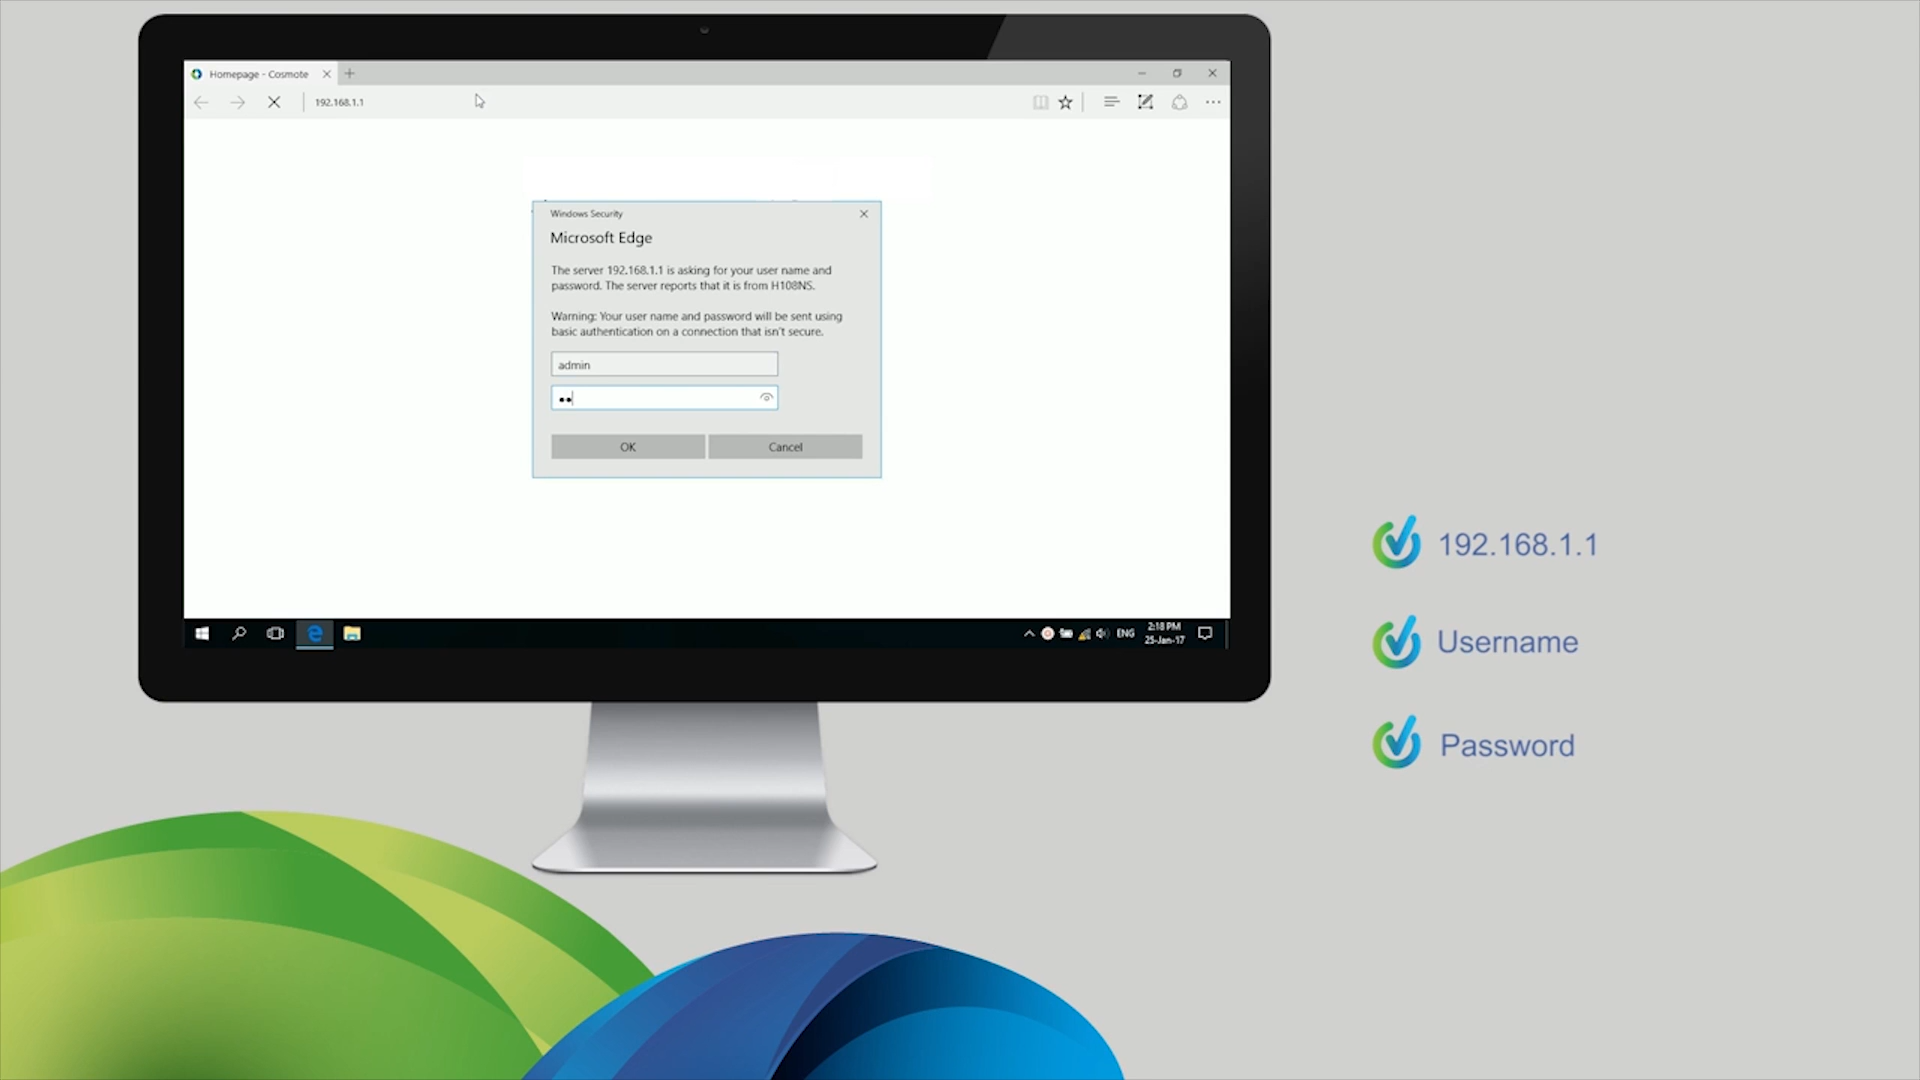 Homepage - Cosmote
192.168.1.1
Windows Security
Microsoft Edge
The server 192.168.1.1 is asking for your user name and
password. The server reports that it is from H108NS.
Warning: Your user name and password will be sent using
basic authentication on a connection that isn't secure.
admin
OK
Cancel
ENG
2:18 PM
25-Jan-17
192.168.1.1
Username
Password